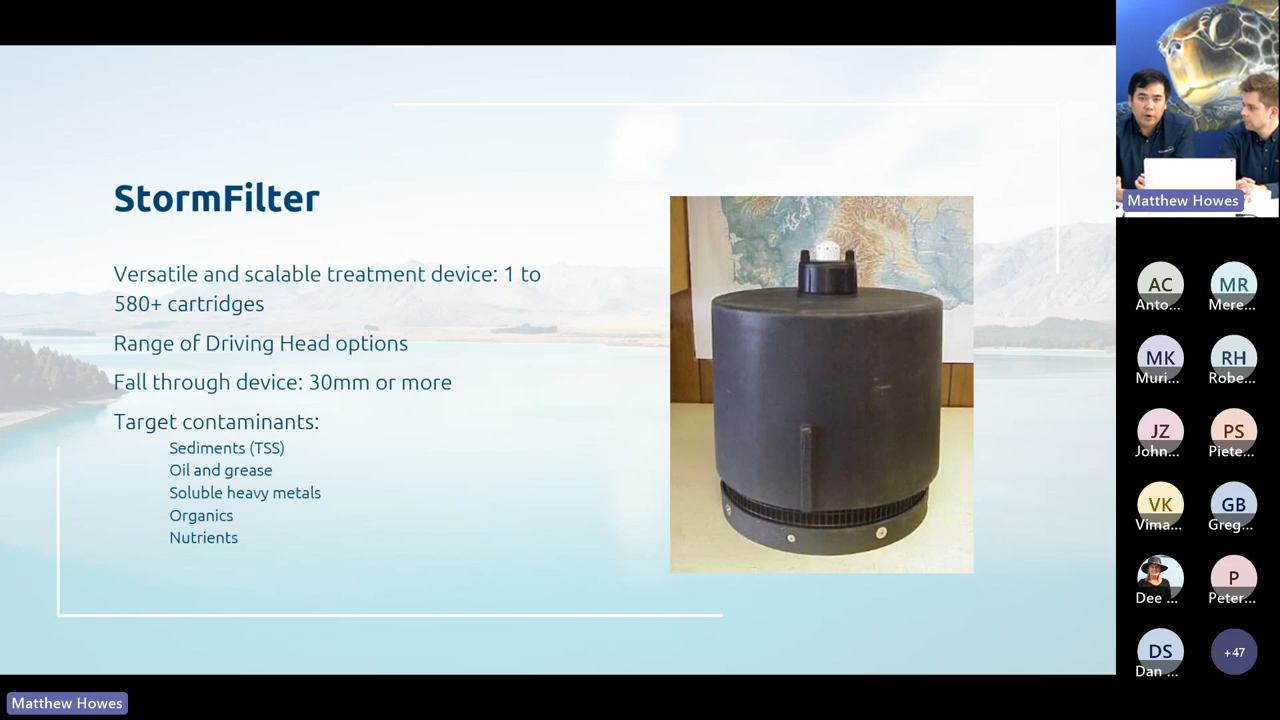 StormFilter
Versatile and scalable treatment device: 1 to
580+ cartridges
Range of Driving Head options
Fall through device: 30mm or more
Target contaminants:
Sediments (TSS)
Oil and grease
Soluble heavy metals
Organics
Nutrients
Matthew Howes
AC
Anto...
MR
Mere...
MK
Muri...
RH
Robe...
JZ
John...
PS
Piete...
VK
Vima...
GB
Greg...
Dee ...
P
Peter...
DS
Dan ...
+47
Matthew Howes